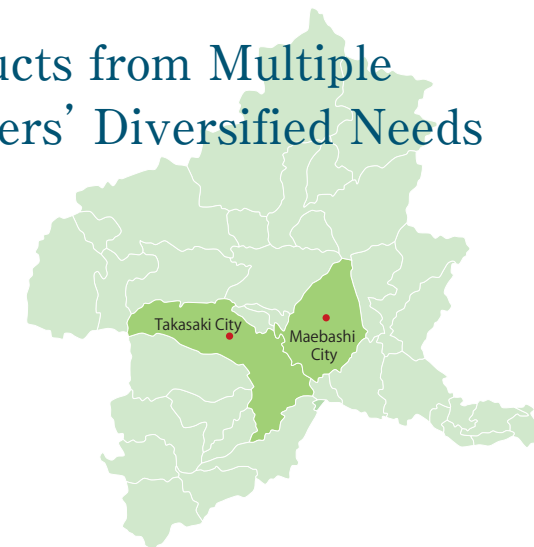 ucts from Multiple
ers’ Diversified Needs
Takasaki City
Maebashi
City